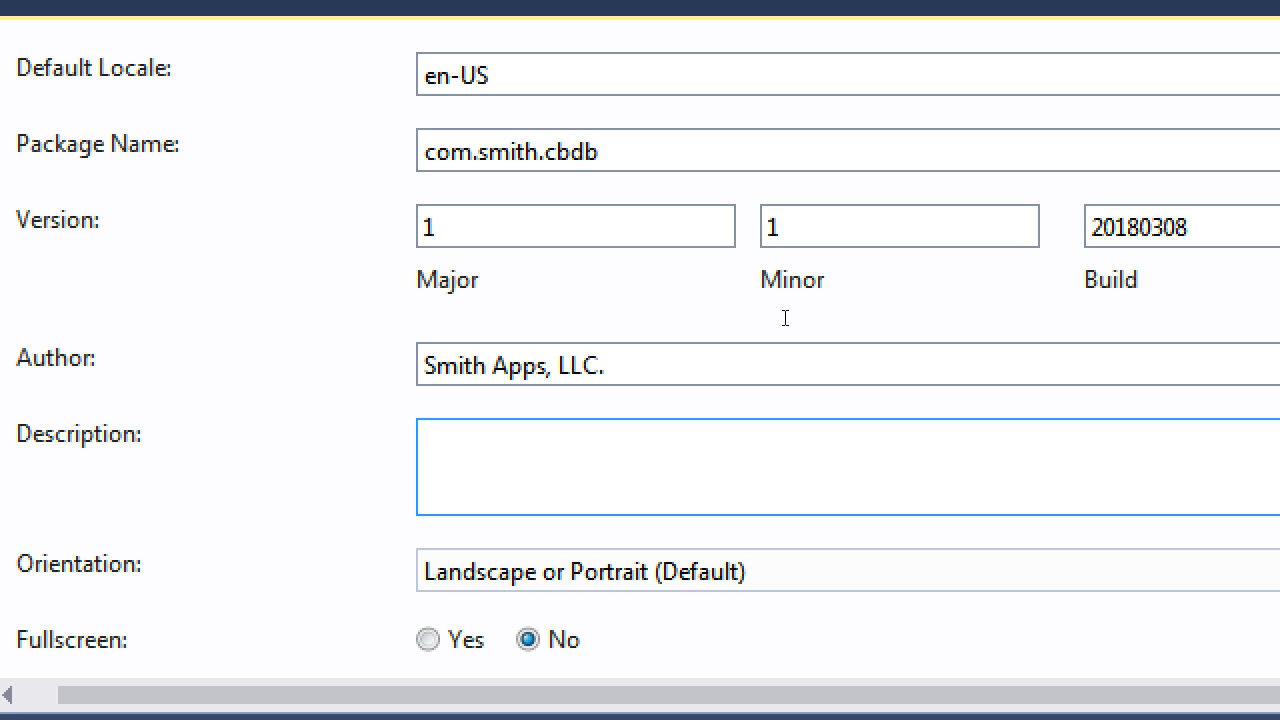 Default Locale: en-US
Package Name: com.smith.cbdb
Version: 1 1 20180308
Major Minor Build
Author: Smith Apps, LLC.
Description:
Orientation: Landscape or Portrait (Default)
Fullscreen: Yes No